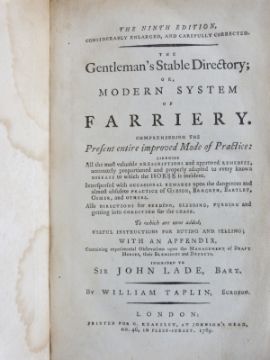 THE NINTH EDITION,
CONSIDERABLY ENLARGED, AND CAREFULLY CORRECTED.
THE
Gentleman's Stable Directory;
OR,
MODERN SYSTEM
OF
FARRIERY.
COMPREHENDING THE
Present entire improved Mode of Practice:
LIKEWISE
All the most valuable PRESCRIPTIONS and approved REMEDIES,
accurately proportioned and properly adapted to every known
DISEASE to which the HORSE is incident.
Interspersed with OCCASIONAL REMARKS upon the dangerous and
almost obsolete PRACTICE of GIBSON, BRACKEN, BARTLET,
OSMER, and OTHERS.
ALSO DIRECTIONS for FEEDING, BLEEDING, PURGING and
getting into CONDITION for the CHASE.
To which are now added,
USEFUL INSTRUCTIONS FOR BUYING AND SELLING;
WITH AN APPENDIX,
Containing experimental Observations upon the MANAGEMENT of DRAFT
HORSES, their BLEMISHES and DEFECTS.
INSCRIBED TO
SIR JOHN LADE, BART.
By WILLIAM TAPLIN, SURGEON.
LONDON:
PRINTED FOR G. KEARSLEY, AT JOHNSON'S HEAD,
NO. 46, IN FLEET-STREET. 1789.